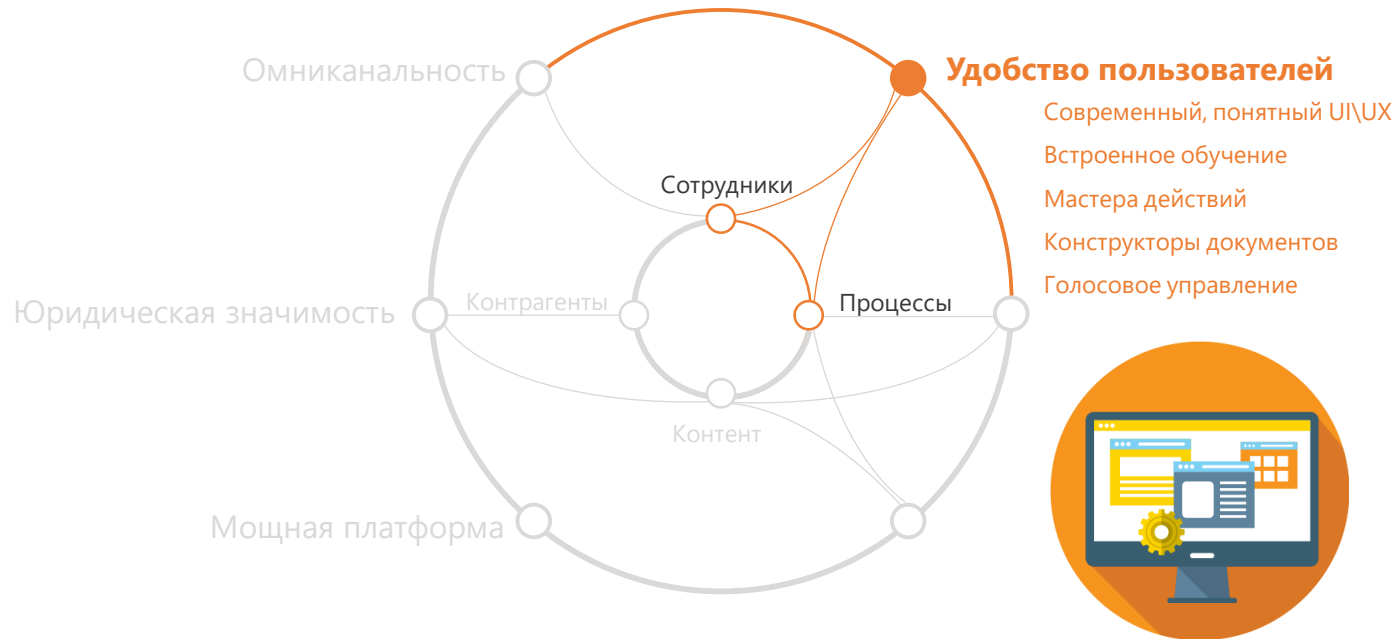 Омниканальность
Удобство пользователей
Современный, понятный UI\UX
Встроенное обучение
Мастера действий
Конструкторы документов
Голосовое управление
Сотрудники
Юридическая значимость
Контрагенты
Процессы
Контент
Мощная платформа